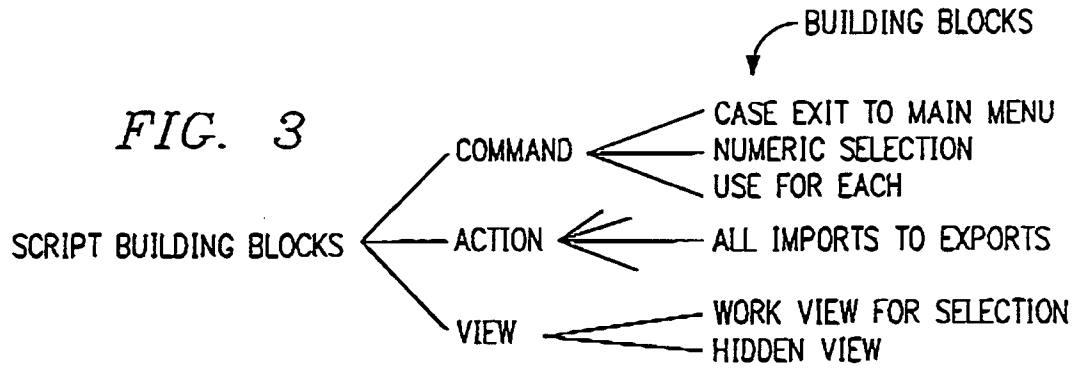 BUILDING BLOCKS
FIG. 3
CASE EXIT TO MAIN MENU
COMMAND
NUMERIC SELECTION
USE FOR EACH
SCRIPT BUILDING BLOCKS
ACTION
ALL IMPORTS TO EXPORTS
VIEW
WORK VIEW FOR SELECTION
HIDDEN VIEW